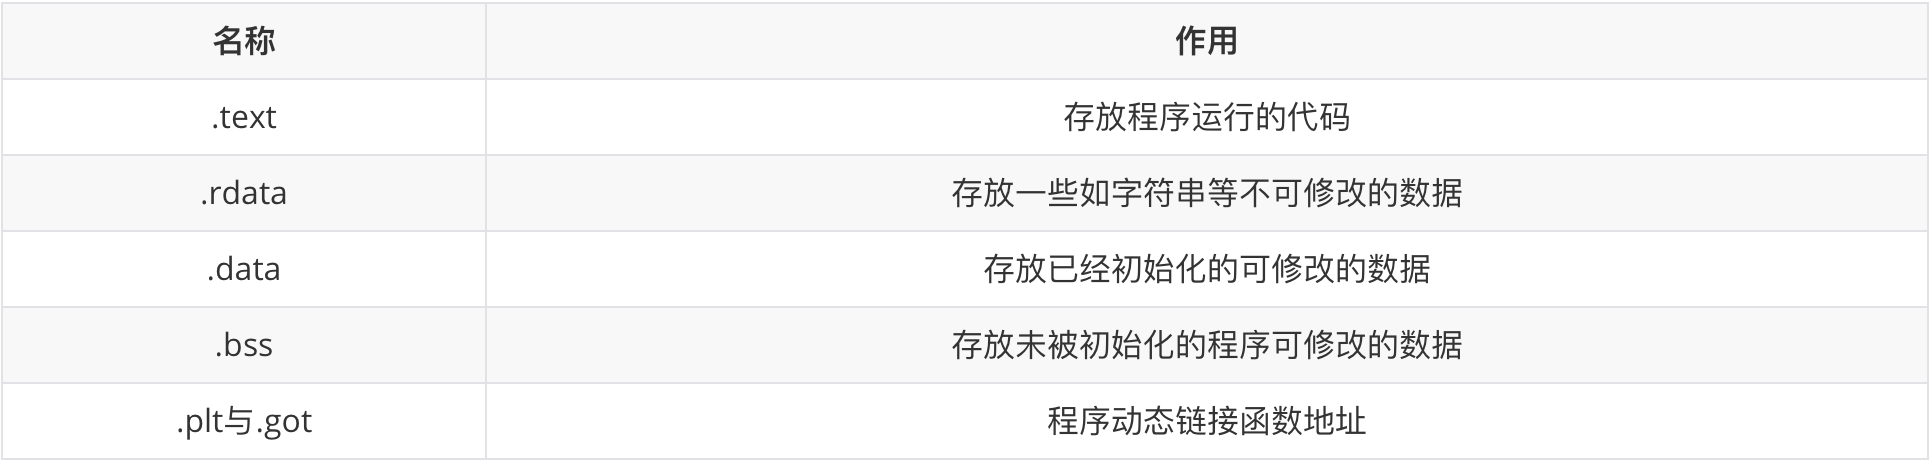 名称 作用
.text 存放程序运行的代码
.rdata 存放一些如字符串等不可修改的数据
.data 存放已经初始化的可修改的数据
.bss 存放未被初始化的程序可修改的数据
.plt与.got 程序动态链接函数地址